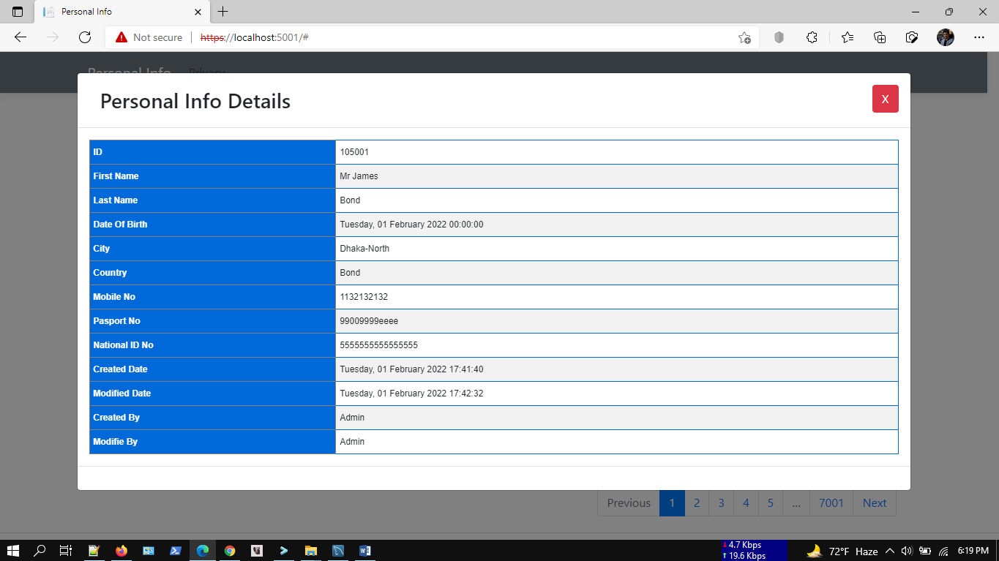 Personal Info
Not secure https://localhost:5001/#
Personal Info Privacy
Personal Info Details
X
ID 105001
First Name Mr James
Last Name Bond
Date Of Birth Tuesday, 01 February 2022 00:00:00
City Dhaka-North
Country Bond
Mobile No 1132132132
Pasport No 99009999eeee
National ID No 5555555555555555
Created Date Tuesday, 01 February 2022 17:41:40
Modified Date Tuesday, 01 February 2022 17:42:32
Created By Admin
Modifie By Admin
Previous 1 2 3 4 5 ... 7001 Next
4.7 Kbps
19.6 Kbps
72°F Haze 6:19 PM